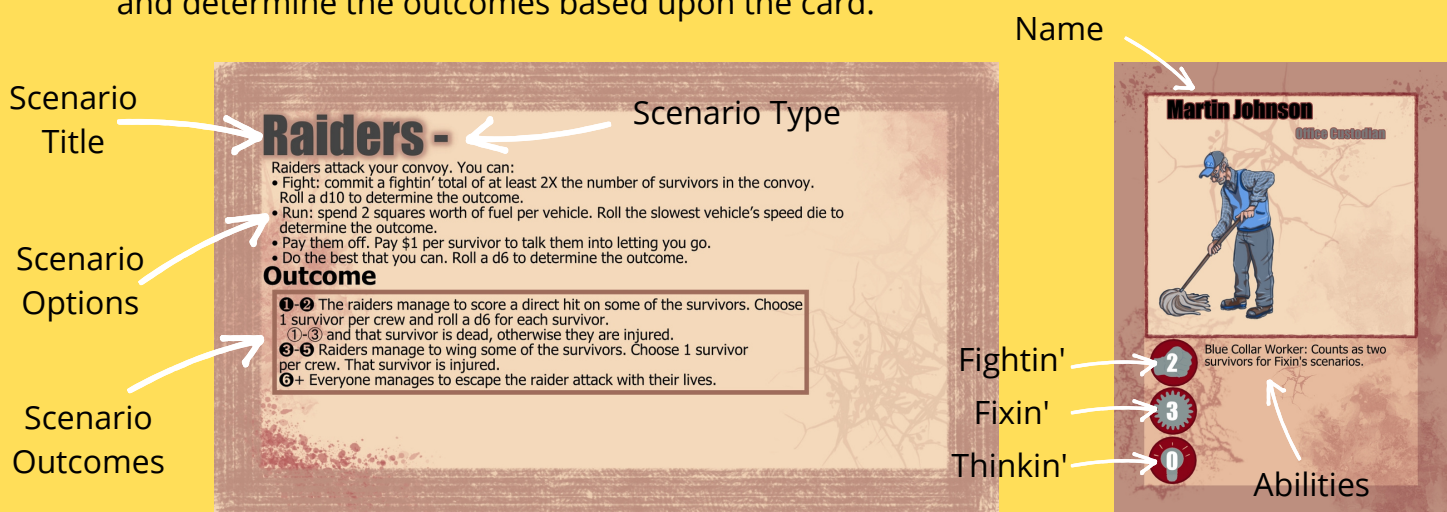 and determine the outcomes based upon the card.
Name
Scenario
Title
Raiders -
Scenario Type
Raiders attack your convoy. You can:
• Fight: commit a fightin' total of at least 2X the number of survivors in the convoy.
Roll a d10 to determine the outcome.
• Run: spend 2 squares worth of fuel per vehicle. Roll the slowest vehicle's speed die to
determine the outcome.
• Pay them off. Pay $1 per survivor to talk them into letting you go.
• Do the best that you can. Roll a d6 to determine the outcome.
Scenario
Options
Outcome
❶-❷ The raiders manage to score a direct hit on some of the survivors. Choose
1 survivor per crew and roll a d6 for each survivor.
①-③ and that survivor is dead, otherwise they are injured.
❸-❺ Raiders manage to wing some of the survivors. Choose 1 survivor
per crew. That survivor is injured.
❻+ Everyone manages to escape the raider attack with their lives.
Scenario
Outcomes
Martin Johnson
Office Custodian
Fightin'
2
Blue Collar Worker: Counts as two
survivors for Fixin's scenarios.
Fixin'
3
Thinkin'
0
Abilities